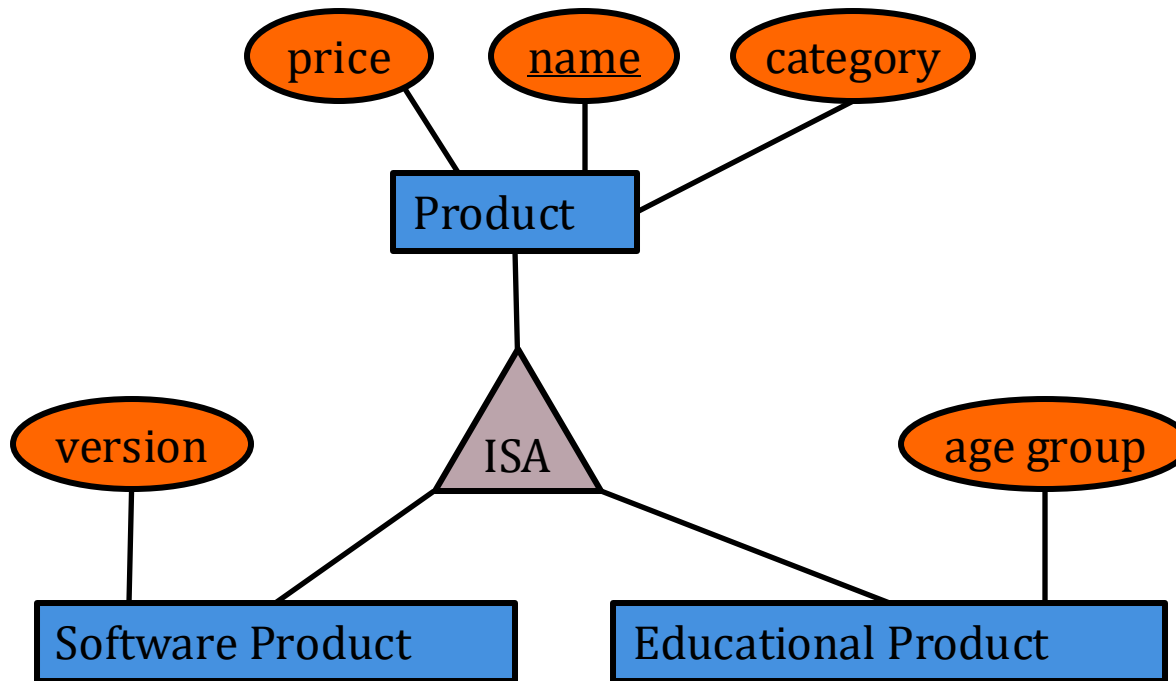 price
name
category
Product
ISA
version
age group
Software Product
Educational Product